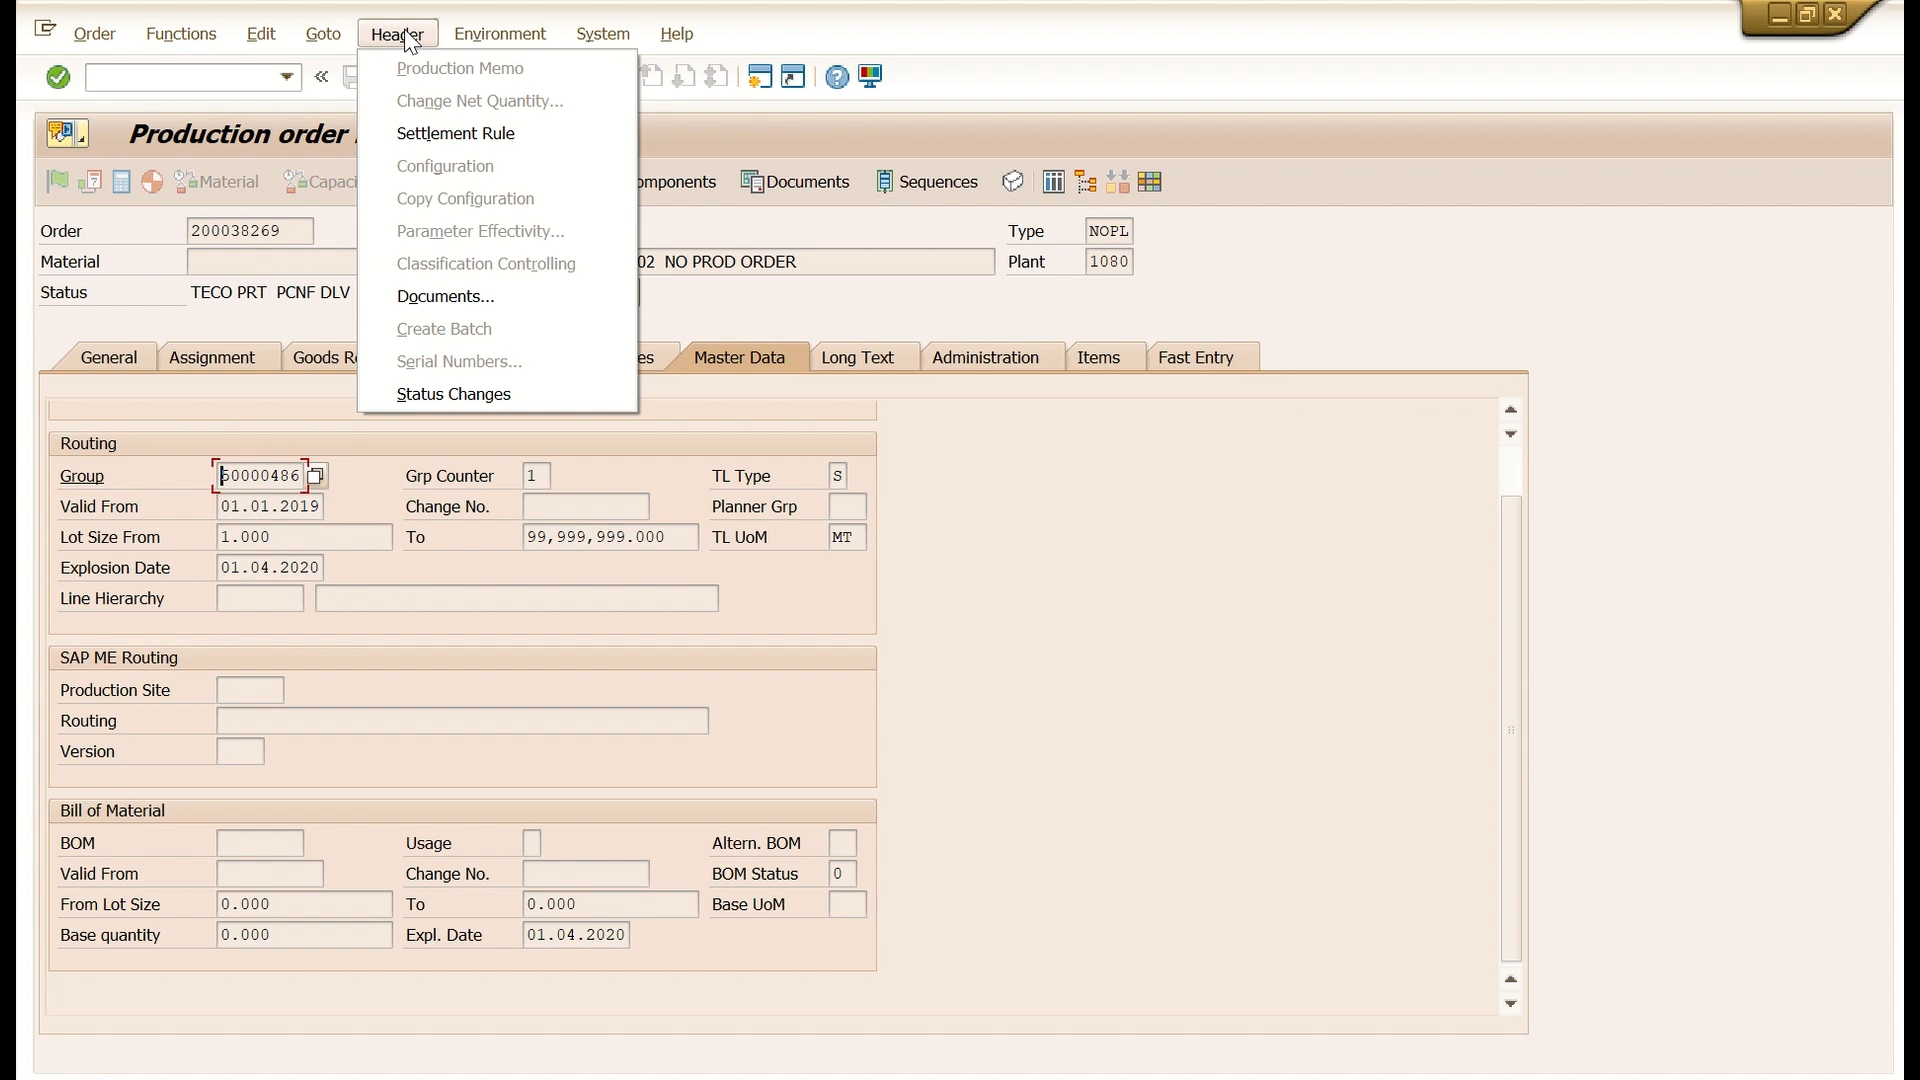 Order Functions Edit Goto Header Environment System Help
Production Memo
Change Net Quantity...
Settlement Rule
Configuration
Copy Configuration
Parameter Effectivity...
Classification Controlling
Documents...
Create Batch
Serial Numbers...
Status Changes
Production order
Material Capaci omponents Documents Sequences
Order 200038269 Type NOPL
Material 02 NO PROD ORDER Plant 1080
Status TECO PRT PCNF DLV
General Assignment Goods Re es Master Data Long Text Administration Items Fast Entry
Routing
Group 50000486 Grp Counter 1 TL Type S
Valid From 01.01.2019 Change No. Planner Grp
Lot Size From 1.000 To 99,999,999.000 TL UoM MT
Explosion Date 01.04.2020
Line Hierarchy
SAP ME Routing
Production Site
Routing
Version
Bill of Material
BOM Usage Altern. BOM
Valid From Change No. BOM Status 0
From Lot Size 0.000 To 0.000 Base UoM
Base quantity 0.000 Expl. Date 01.04.2020